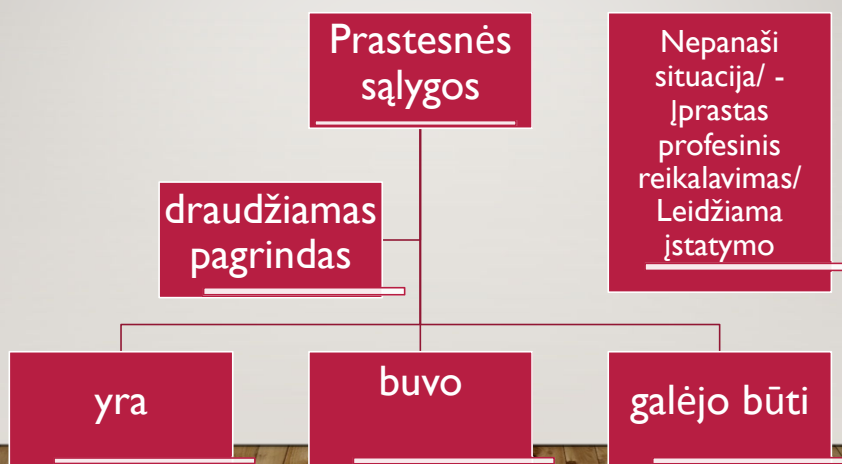 Prastesnės
sąlygos
Nepanaši
situacija/ -
Įprastas
profesinis
reikalavimas/
Leidžiama
įstatymo
draudžiamas
pagrindas
yra
buvo
galėjo būti